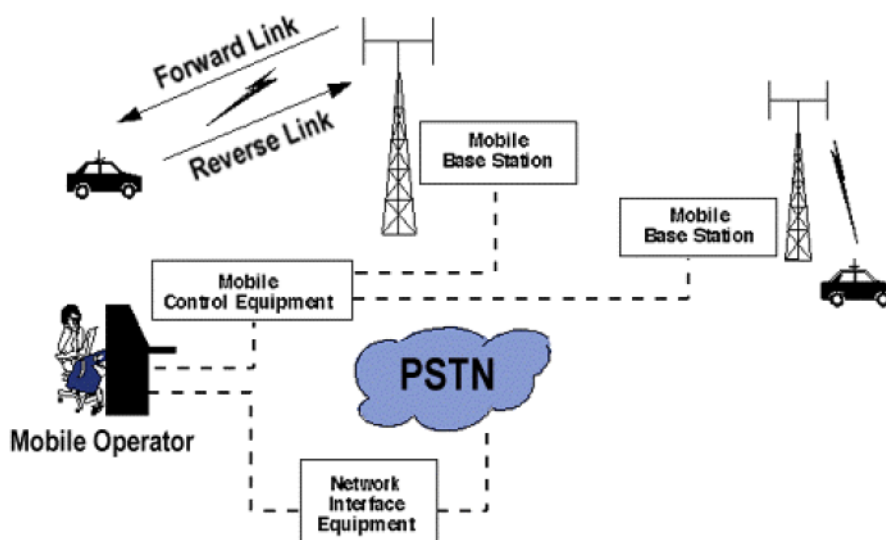 Forward Link
Reverse Link
Mobile
Base Station
Mobile
Base Station
Mobile
Control Equipment
PSTN
Mobile Operator
Network
Interface
Equipment